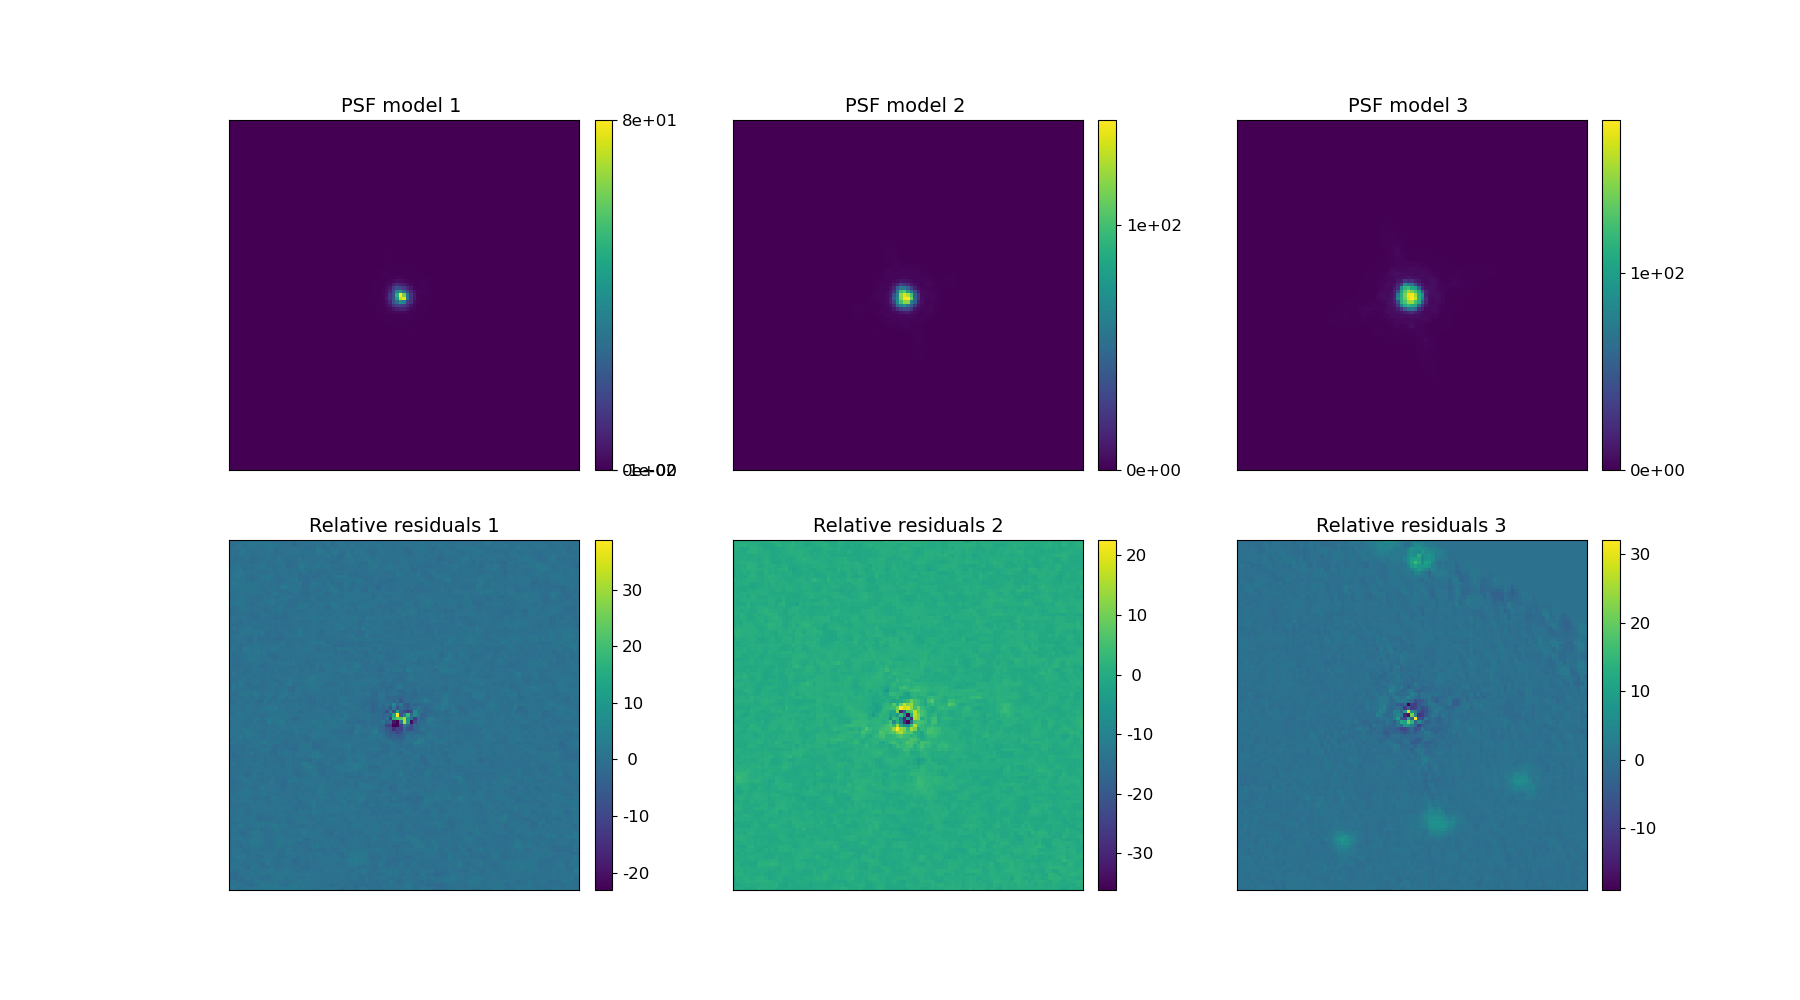 PSF model 1
PSF model 2
PSF model 3
8e+01
1e+02
1e+02
0e+00
0e+00
Relative residuals 1
Relative residuals 2
Relative residuals 3
30
20
10
0
-10
-20
20
10
0
-10
-20
-30
30
20
10
0
-10